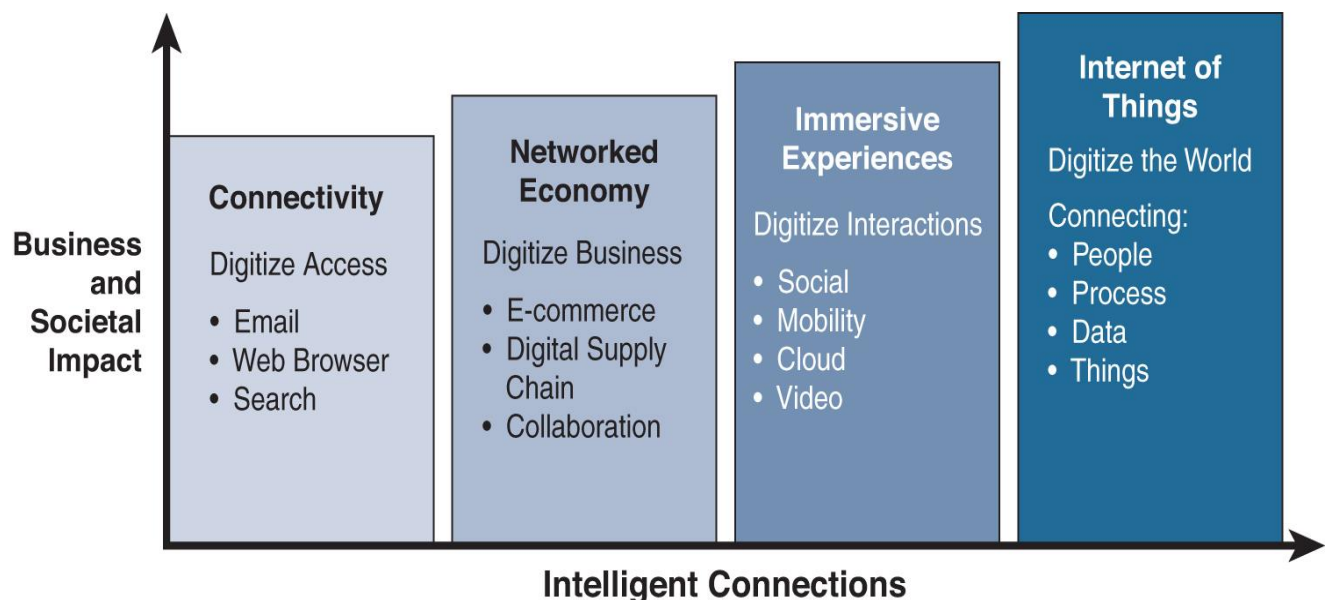 Business
and
Societal
Impact
Connectivity
Digitize Access
• Email
• Web Browser
• Search
Networked
Economy
Digitize Business
• E-commerce
• Digital Supply
Chain
• Collaboration
Immersive
Experiences
Digitize Interactions
• Social
• Mobility
• Cloud
• Video
Internet of
Things
Digitize the World
Connecting:
• People
• Process
• Data
• Things
Intelligent Connections